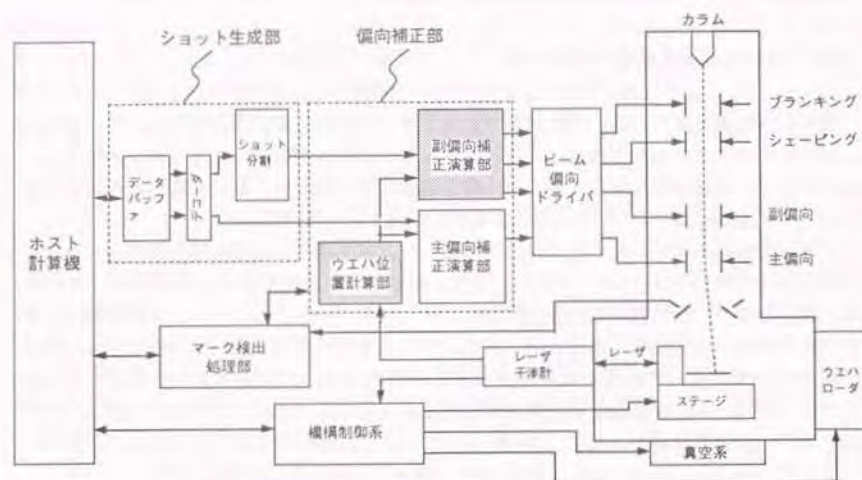 ショット生成部
偏向補正部
カラム
ホスト
計算機
データ
バッフ
ァ
デコーダ
ショット
分割
副偏向補
正演算部
主偏向補
正演算部
ウエハ位
置計算部
ビーム
偏向
ドライバ
ブランキング
シェーピング
副偏向
主偏向
マーク検出
処理部
レーザ
干渉計
レーザ
ステージ
ウエハ
ローダ
機構制御系
真空系